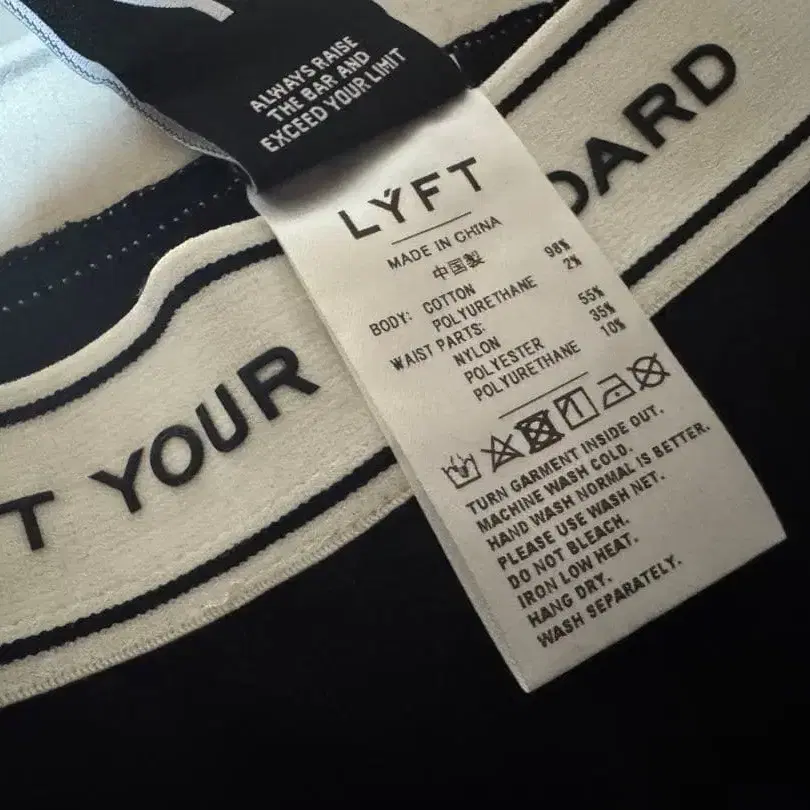 ALWAYS RAISE
THE BAR AND
EXCEED YOUR LIMIT
LÝFT
MADE IN CHINA
中国製
BODY: COTTON 98%
POLYURETHANE 2%
WAIST PARTS:
NYLON 55%
POLYESTER 35%
POLYURETHANE 10%
TURN GARMENT INSIDE OUT.
MACHINE WASH COLD.
HAND WASH NORMAL IS BETTER.
PLEASE USE WASH NET.
DO NOT BLEACH.
IRON LOW HEAT.
HANG DRY.
WASH SEPARATELY.
T YOUR DARD